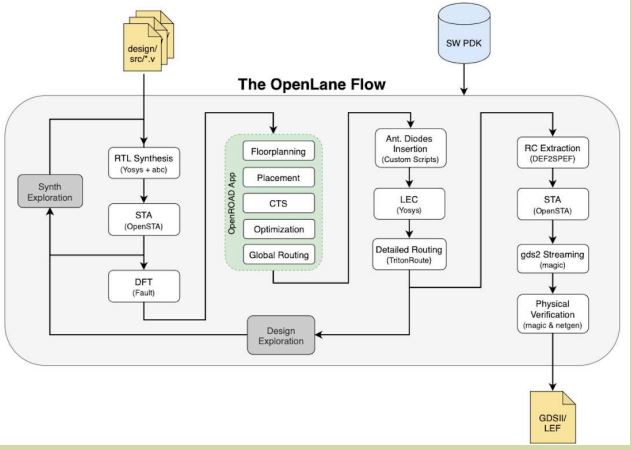 design/
src/*.v
SW PDK
The OpenLane Flow
Synth
Exploration
RTL Synthesis
(Yosys + abc)
STA
(OpenSTA)
DFT
(Fault)
OpenROAD App
Floorplanning
Placement
CTS
Optimization
Global Routing
Ant. Diodes
Insertion
(Custom Scripts)
LEC
(Yosys)
Detailed Routing
(TritonRoute)
Design
Exploration
RC Extraction
(DEF2SPEF)
STA
(OpenSTA)
gds2 Streaming
(magic)
Physical
Verification
(magic & netgen)
GDSII/
LEF